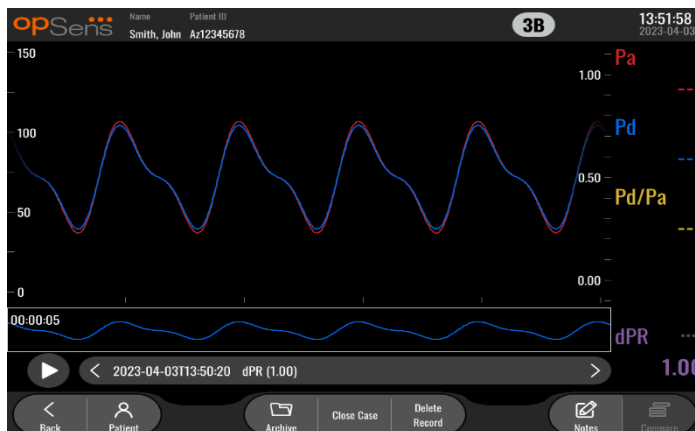 opSens
Name Patient ID
Smith, John Az12345678
3B
13:51:58
2023-04-03
150
100
50
0
1.00
0.50
0.00
Pa
--
Pd
--
Pd/Pa
--
00:00:05
dPR
1.00
2023-04-03T13:50:20 dPR (1.00)
Back
Patient
Archive
Close Case
Delete
Record
Notes
Compare